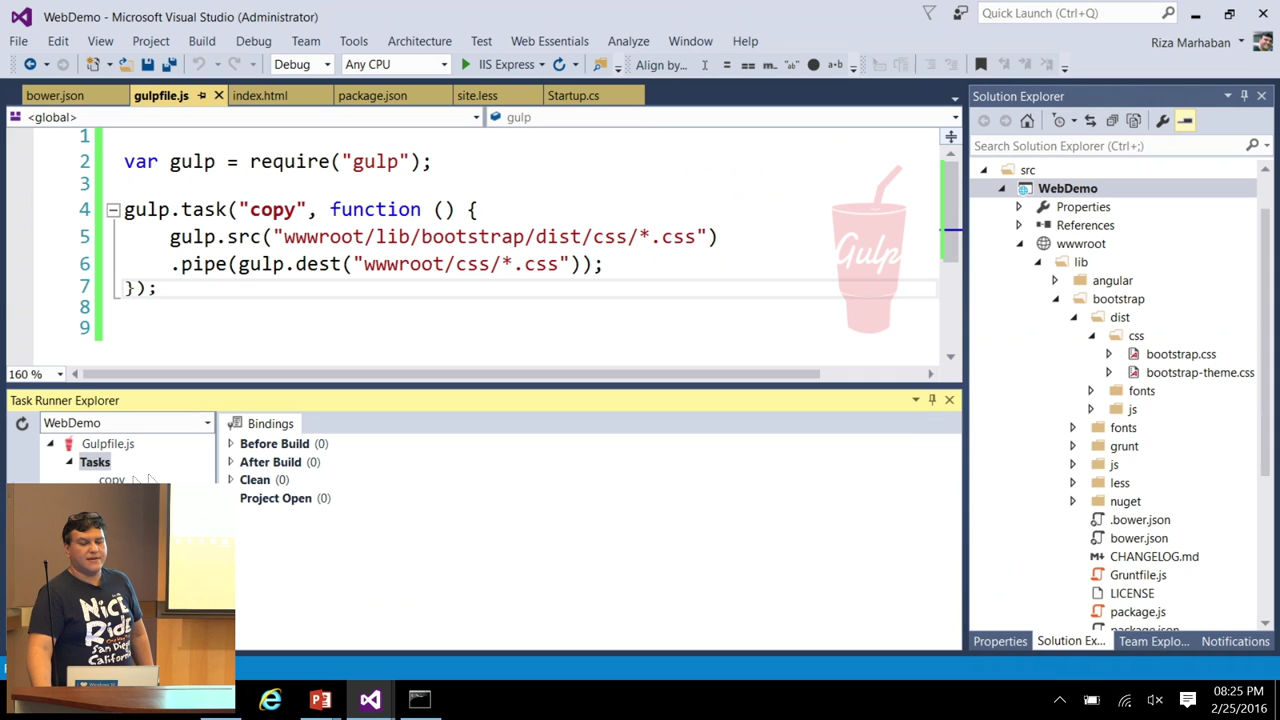 WebDemo - Microsoft Visual Studio (Administrator)
Quick Launch (Ctrl+Q)
File Edit View Project Build Debug Team Tools Architecture Test Web Essentials Analyze Window Help
Riza Marhaban
Debug Any CPU IIS Express Align by...
bower.json gulpfile.js index.html package.json site.less Startup.cs
<global> gulp
1
2 var gulp = require("gulp");
3
4 gulp.task("copy", function () {
5 gulp.src("wwwroot/lib/bootstrap/dist/css/*.css")
6 .pipe(gulp.dest("wwwroot/css/*.css"));
7 });
8
9
Gulp
160 %
Solution Explorer
Search Solution Explorer (Ctrl+;)
src
WebDemo
Properties
References
wwwroot
lib
angular
bootstrap
dist
css
bootstrap.css
bootstrap-theme.css
fonts
js
fonts
grunt
js
less
nuget
.bower.json
bower.json
CHANGELOG.md
Gruntfile.js
LICENSE
package.js
package.json
Properties Solution Ex... Team Explo... Notifications
Task Runner Explorer
WebDemo
Gulpfile.js
Tasks
copy
Bindings
Before Build (0)
After Build (0)
Clean (0)
Project Open (0)
NiCE
RiDE
SAN DIEGO
CALIFORNIA
08:25 PM
2/25/2016